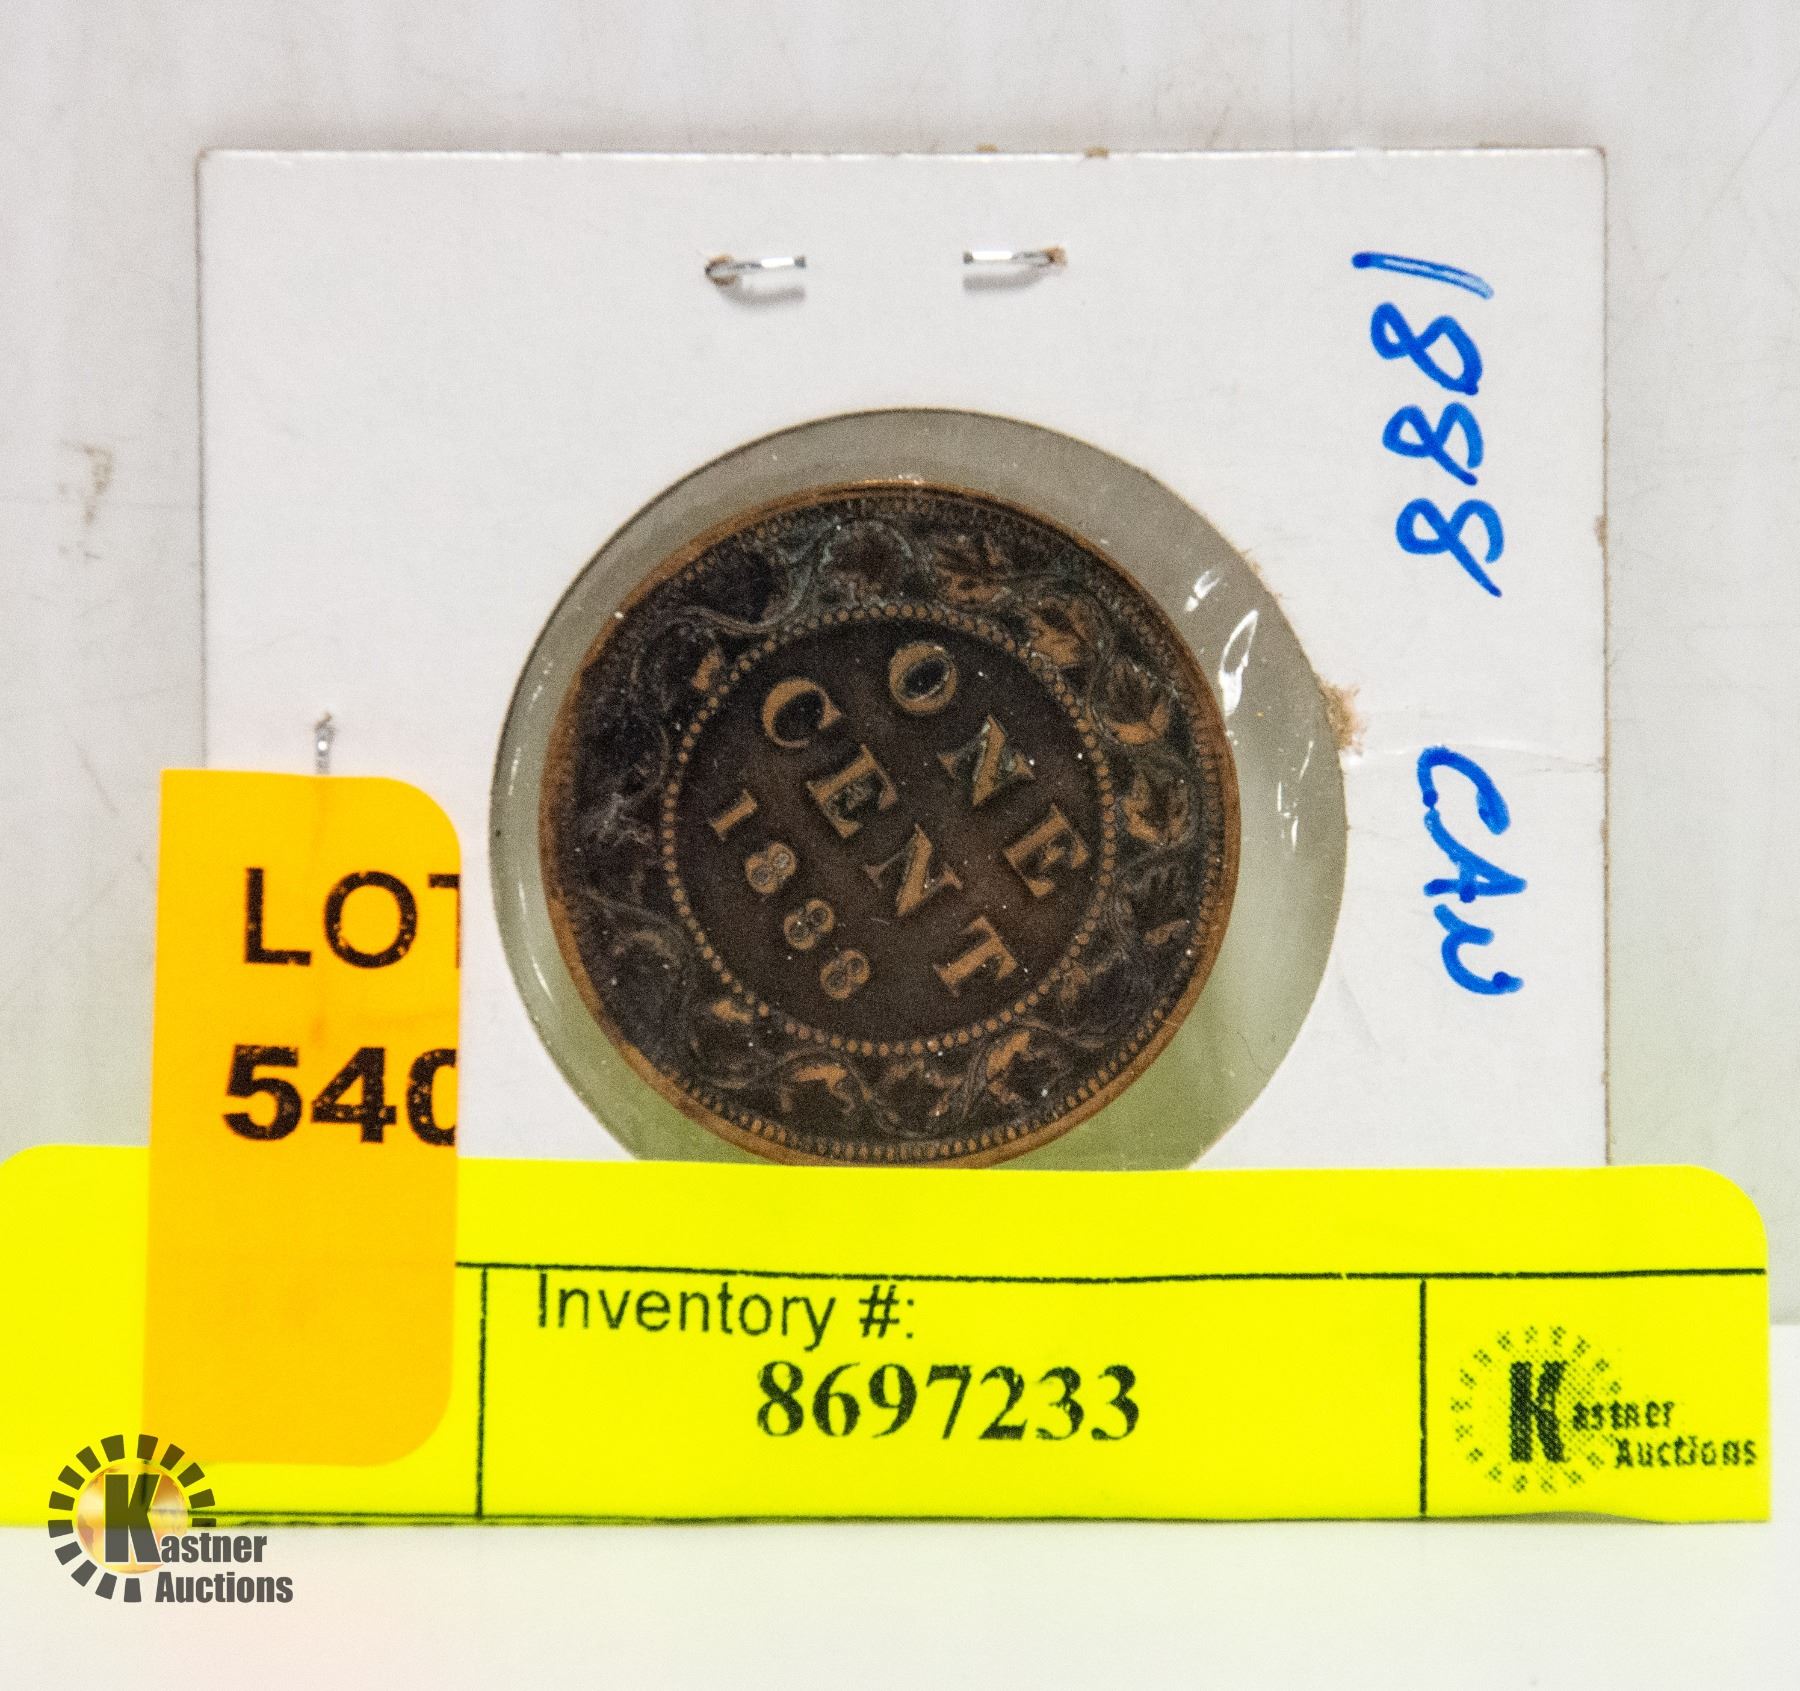 1888 CAN
ONE
CENT
1888
LOT
540
Inventory #:
8697233
Kastner
Auctions
Kastner
Auctions